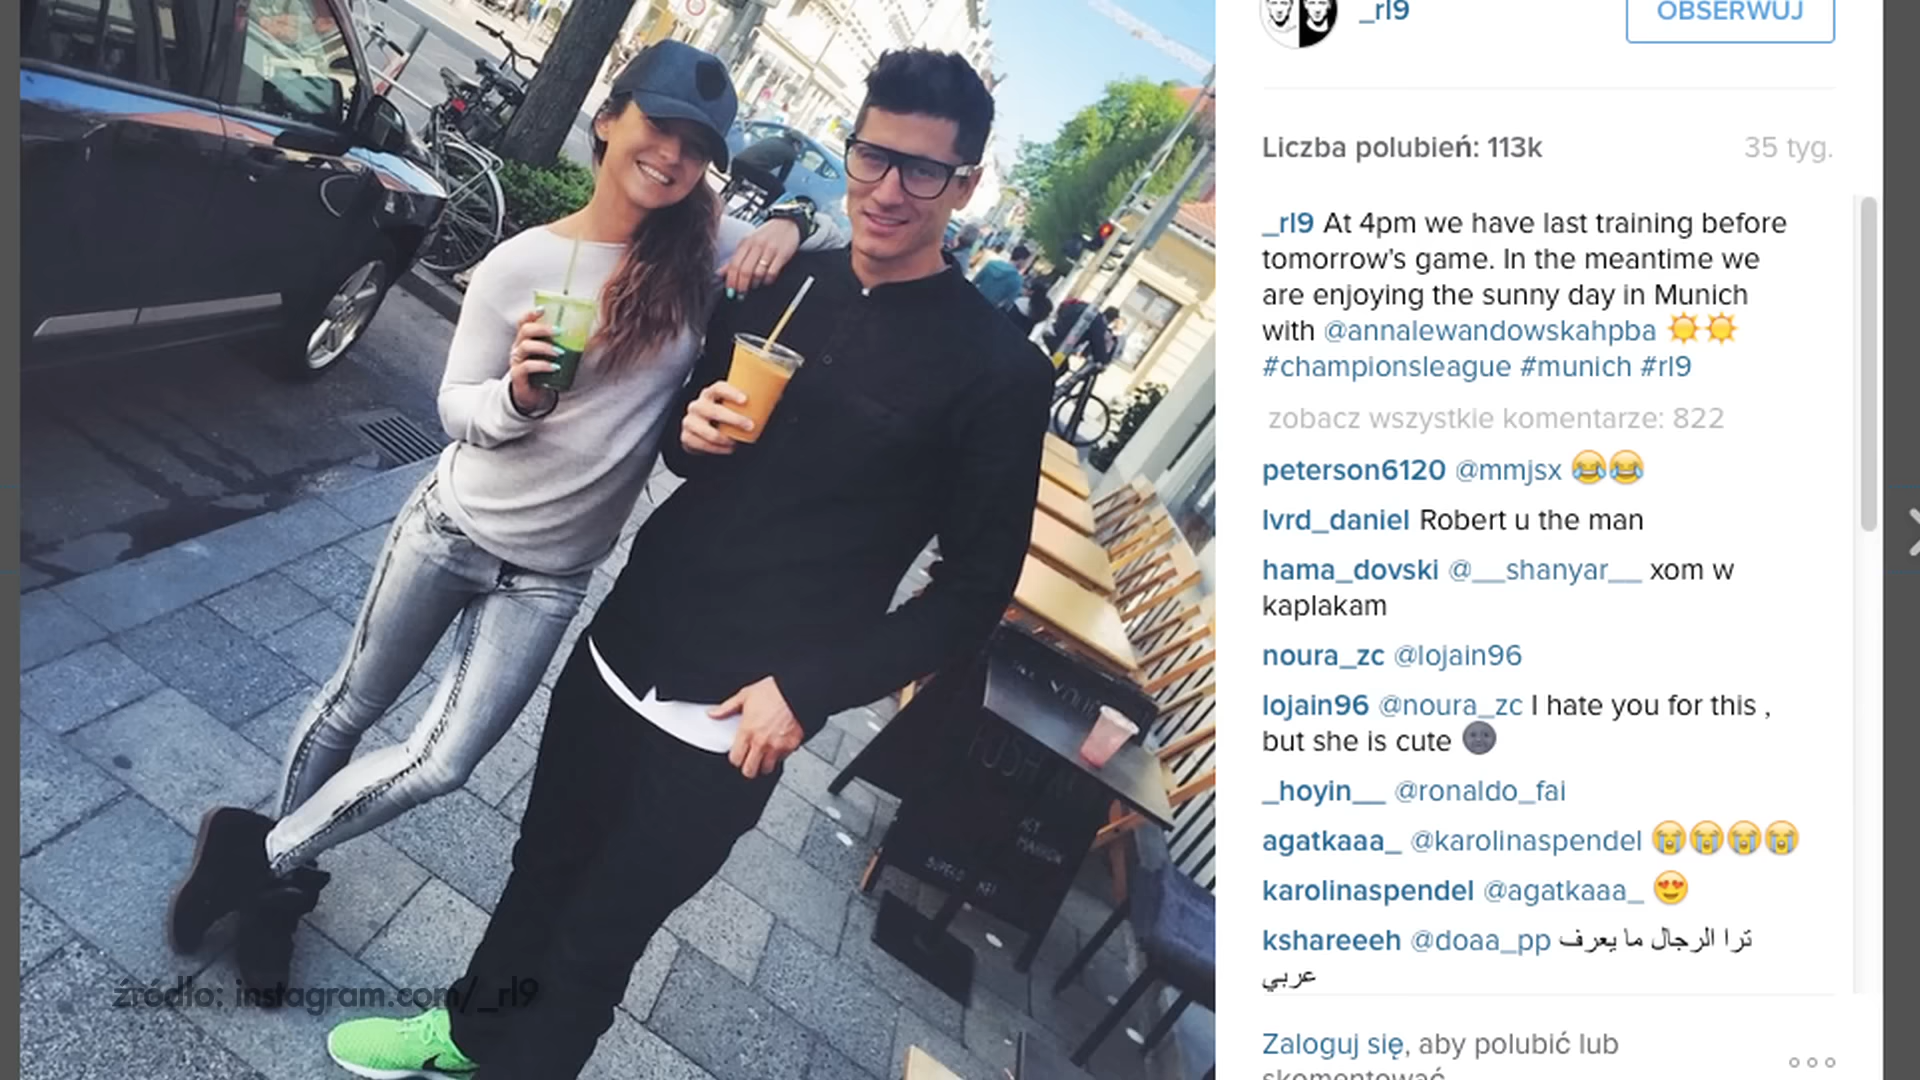 _rl9
OBSERWUJ
Liczba polubień: 113k
35 tyg.
_rl9 At 4pm we have last training before
tomorrow's game. In the meantime we
are enjoying the sunny day in Munich
with @annalewandowskahpba ☀️☀️
#championsleague #munich #rl9
zobacz wszystkie komentarze: 822
peterson6120 @mmjsx 😂😂
lvrd_daniel Robert u the man
hama_dovski @__shanyar__ xom w
kaplakam
noura_zc @lojain96
lojain96 @noura_zc I hate you for this ,
but she is cute 🌚
_hoyin__ @ronaldo_fai
agatkaaa_ @karolinaspendel 😭😭😭😭
karolinaspendel @agatkaaa_ 😍
kshareeeh @doaa_pp ترا الرجال ما يعرف
عربي
Zaloguj się, aby polubić lub
skomentować
źródło: instagram.com/_rl9